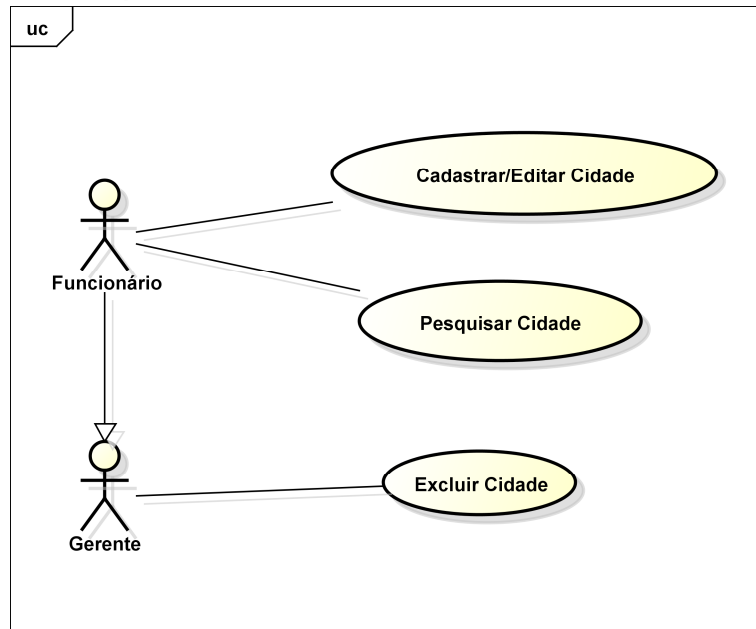 uc
Cadastrar/Editar Cidade
Funcionário
Pesquisar Cidade
Excluir Cidade
Gerente